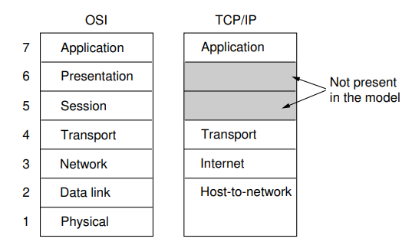 OSI TCP/IP
7 Application Application
6 Presentation
Not present
5 Session
in the model
4 Transport Transport
3 Network Internet
2 Data link Host-to-network
1 Physical